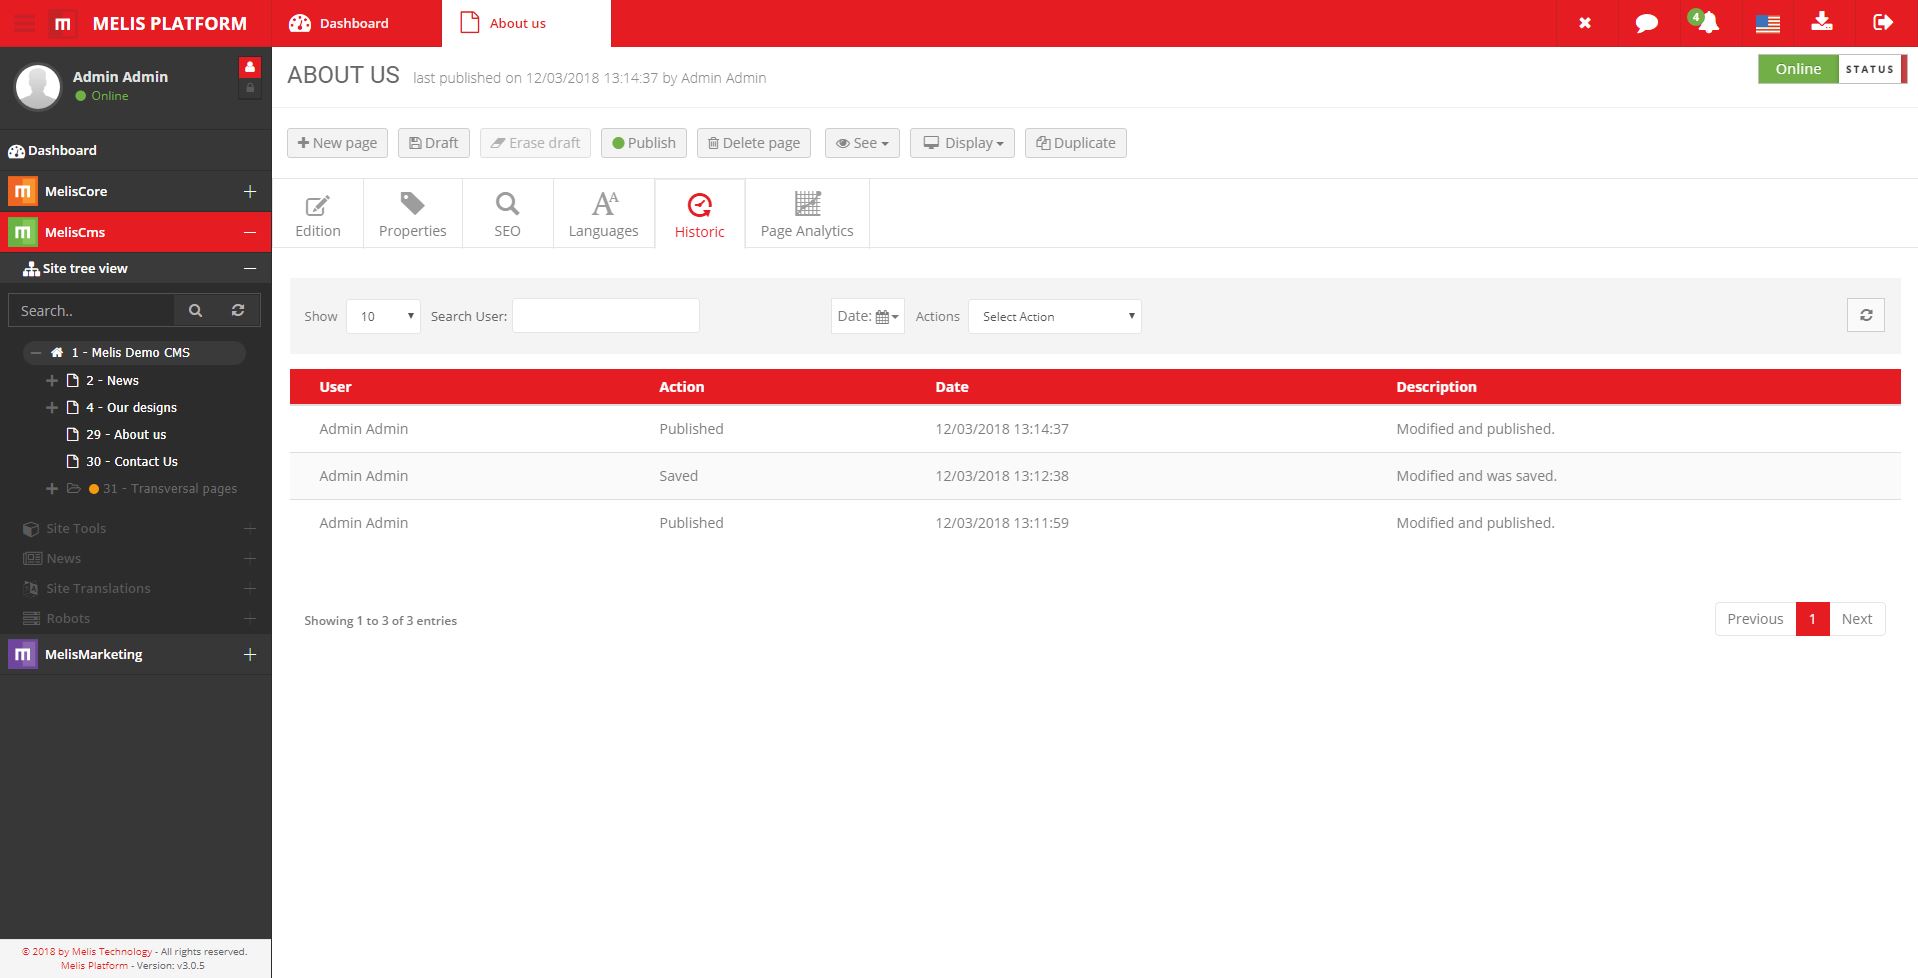 MELIS PLATFORM
Dashboard
About us
4
Admin Admin
Online
Dashboard
MelisCore
MelisCms
Site tree view
Search..
1 - Melis Demo CMS
2 - News
4 - Our designs
29 - About us
30 - Contact Us
31 - Transversal pages
Site Tools
News
Site Translations
Robots
MelisMarketing
© 2018 by Melis Technology - All rights reserved.
Melis Platform - Version: v3.0.5
ABOUT US last published on 12/03/2018 13:14:37 by Admin Admin
Online STATUS
New page Draft Erase draft Publish Delete page See Display Duplicate
Edition Properties SEO Languages Historic Page Analytics
Show 10 Search User: Date: Actions Select Action
User Action Date Description
Admin Admin Published 12/03/2018 13:14:37 Modified and published.
Admin Admin Saved 12/03/2018 13:12:38 Modified and was saved.
Admin Admin Published 12/03/2018 13:11:59 Modified and published.
Showing 1 to 3 of 3 entries
Previous 1 Next